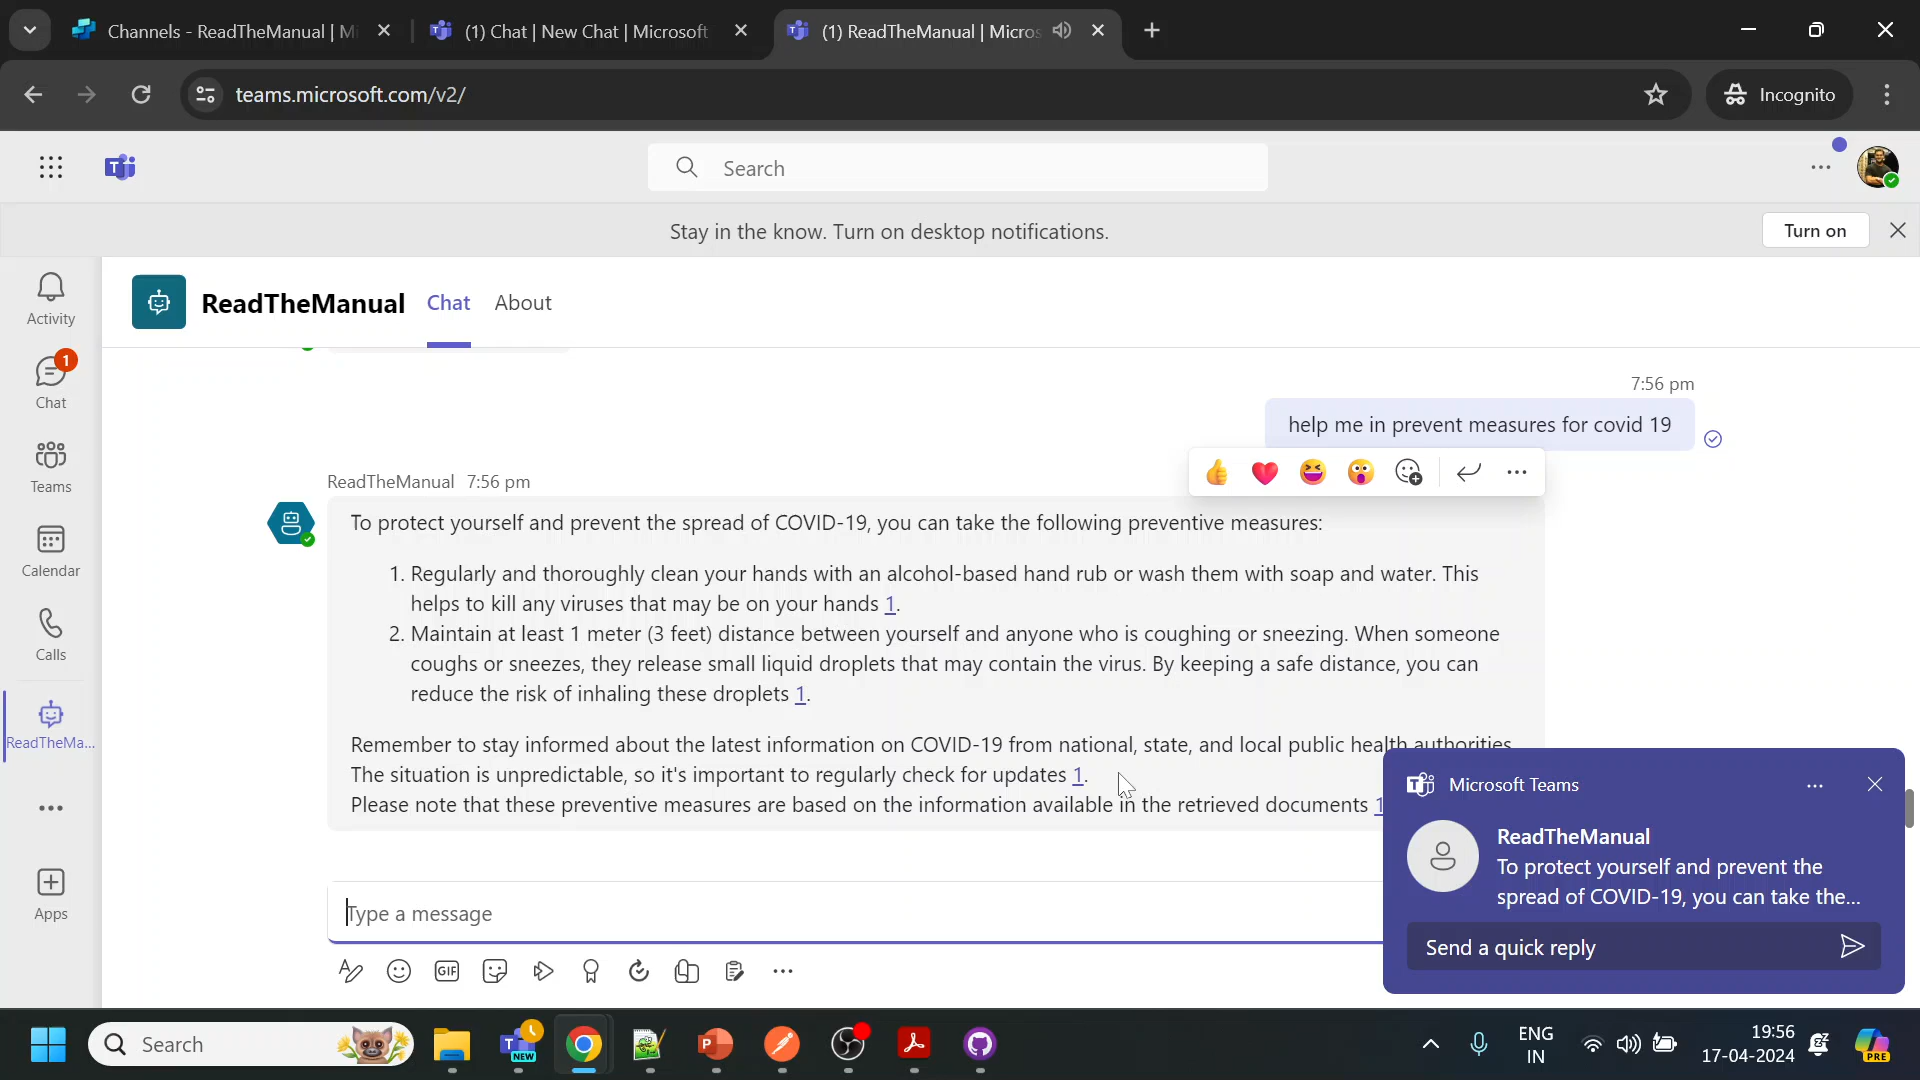 Channels - ReadTheManual | Mi
(1) Chat | New Chat | Microsoft
(1) ReadTheManual | Micros
teams.microsoft.com/v2/
Incognito
Search
Stay in the know. Turn on desktop notifications.
Turn on
ReadTheManual
Chat
About
Activity
1
Chat
Teams
Calendar
Calls
ReadTheMa...
Apps
7:56 pm
help me in prevent measures for covid 19
ReadTheManual 7:56 pm
To protect yourself and prevent the spread of COVID-19, you can take the following preventive measures:
1. Regularly and thoroughly clean your hands with an alcohol-based hand rub or wash them with soap and water. This
helps to kill any viruses that may be on your hands 1.
2. Maintain at least 1 meter (3 feet) distance between yourself and anyone who is coughing or sneezing. When someone
coughs or sneezes, they release small liquid droplets that may contain the virus. By keeping a safe distance, you can
reduce the risk of inhaling these droplets 1.
Remember to stay informed about the latest information on COVID-19 from national, state, and local public health authorities.
The situation is unpredictable, so it's important to regularly check for updates 1.
Please note that these preventive measures are based on the information available in the retrieved documents 1
Type a message
GIF
Microsoft Teams
ReadTheManual
To protect yourself and prevent the
spread of COVID-19, you can take the...
Send a quick reply
Search
NEW
ENG
IN
19:56
17-04-2024
PRE